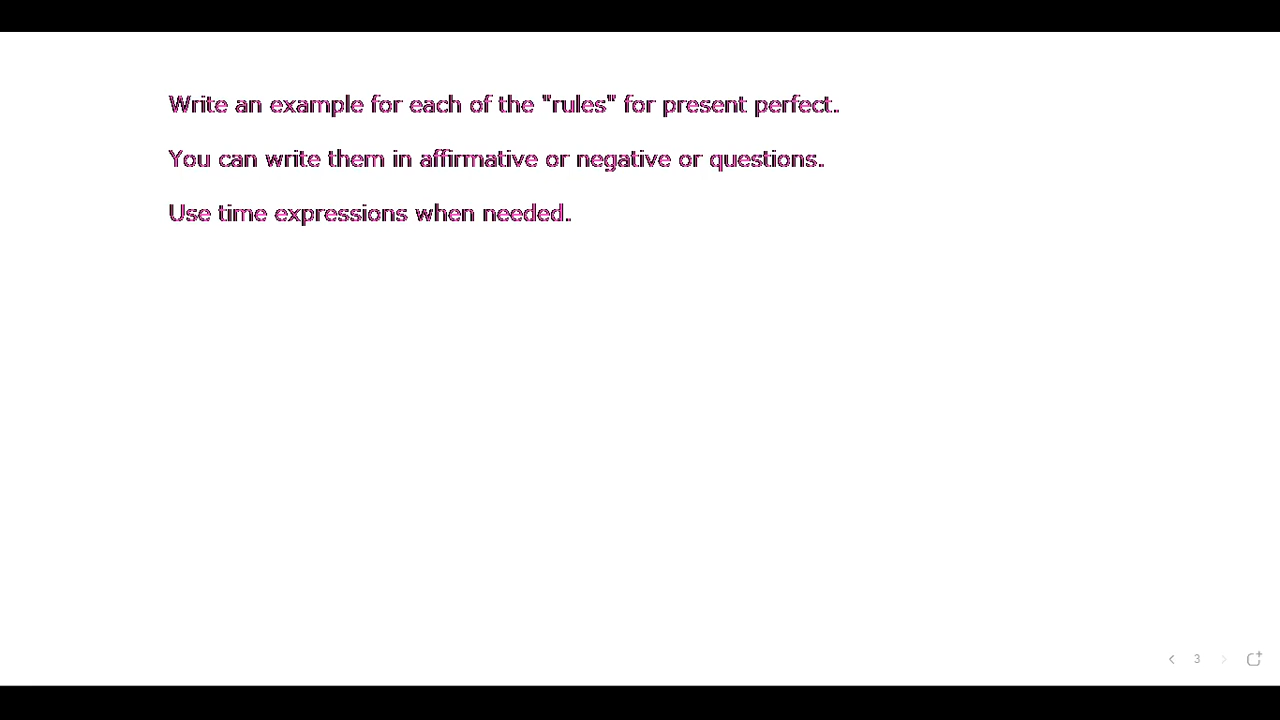 Write an example for each of the "rules" for present perfect.
You can write them in affirmative or negative or questions.
Use time expressions when needed.
3